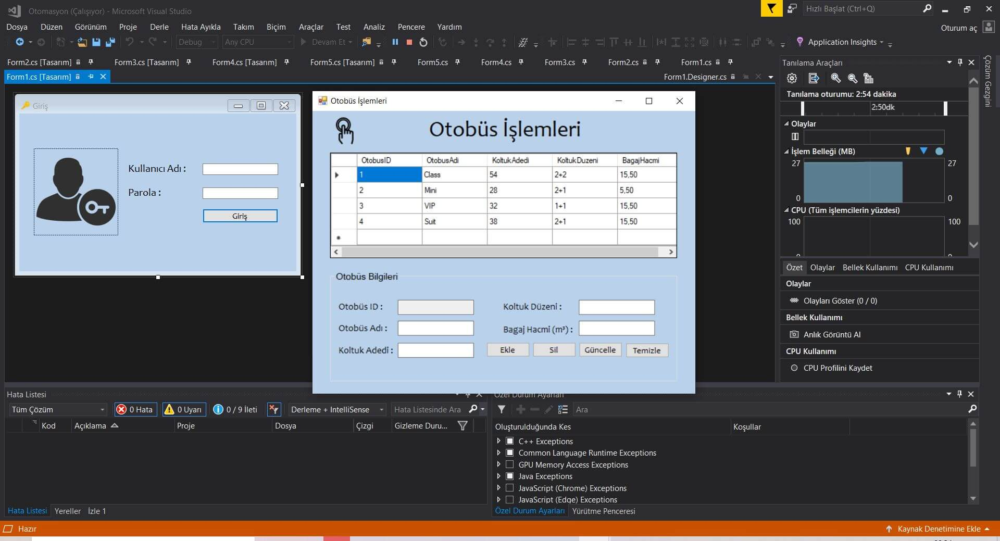 Otomasyon (Çalışıyor) - Microsoft Visual Studio
Hızlı Başlat (Ctrl+Q)
Dosya Düzen Görünüm Proje Derle Hata Ayıkla Takım Biçim Araçlar Test Analiz Pencere Yardım
Oturum aç
Debug Any CPU Devam Et Application Insights
Form2.cs [Tasarım] Form3.cs [Tasarım] Form4.cs [Tasarım] Form5.cs [Tasarım] Form5.cs Form4.cs Form3.cs Form2.cs Form1.cs
Form1.cs [Tasarım] Form1.Designer.cs
Giriş
Kullanıcı Adı :
Parola :
Giriş
Otobüs İşlemleri
Otobüs İşlemleri
OtobusID OtobusAdi KoltukAdedi KoltukDuzeni BagajHacmi
1 Class 54 2+2 15,50
2 Mini 28 2+1 5,50
3 VIP 32 1+1 15,50
4 Suit 38 2+1 15,50
Otobüs Bilgileri
Otobüs ID : Koltuk Düzeni :
Otobüs Adı : Bagaj Hacmi (m³) :
Koltuk Adedi : Ekle Sil Güncelle Temizle
Tanılama Araçları
Tanılama oturumu: 2:54 dakika
2:50dk
Olaylar
İşlem Belleği (MB)
27 27
0 0
CPU (Tüm işlemcilerin yüzdesi)
100 100
0 0
Özet Olaylar Bellek Kullanımı CPU Kullanımı
Olaylar
Olayları Göster (0 / 0)
Bellek Kullanımı
Anlık Görüntü Al
CPU Kullanımı
CPU Profilini Kaydet
Çözüm Gezgini
Hata Listesi
Tüm Çözüm 0 Hata 0 Uyarı 0 / 9 İleti Derleme + IntelliSense Hata Listesinde Ara
Kod Açıklama Proje Dosya Çizgi Gizleme Duru...
Hata Listesi Yereller İzle 1
Özel Durum Ayarları
Ara
Oluşturulduğunda Kes Koşullar
C++ Exceptions
Common Language Runtime Exceptions
GPU Memory Access Exceptions
Java Exceptions
JavaScript (Chrome) Exceptions
JavaScript (Edge) Exceptions
Özel Durum Ayarları Yürütme Penceresi
Hazır
Kaynak Denetimine Ekle